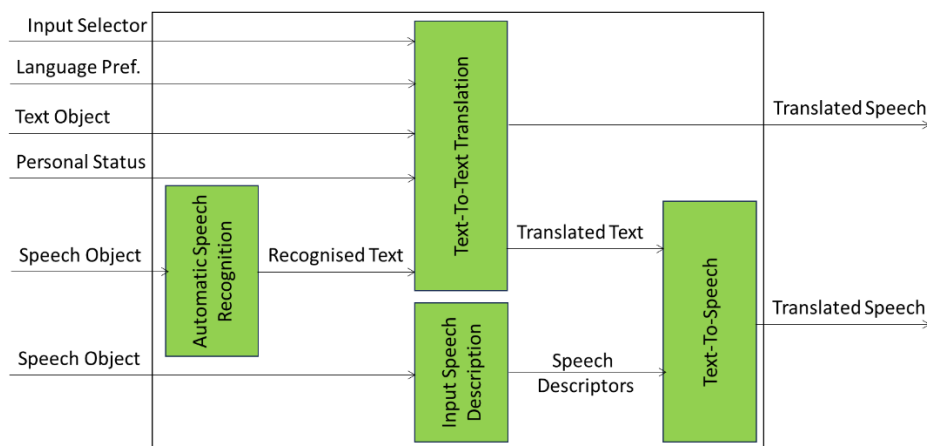 Input Selector
Language Pref.
Text Object
Personal Status
Speech Object
Speech Object
Automatic Speech
Recognition
Recognised Text
Text-To-Text Translation
Input Speech
Description
Translated Text
Speech
Descriptors
Text-To-Speech
Translated Speech
Translated Speech